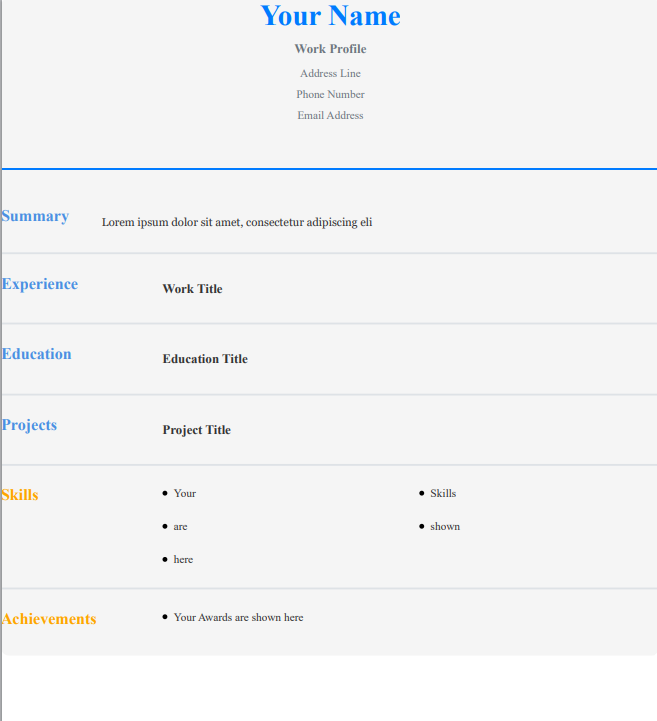 Your Name
Work Profile
Address Line
Phone Number
Email Address
Summary
Lorem ipsum dolor sit amet, consectetur adipiscing eli
Experience
Work Title
Education
Education Title
Projects
Project Title
Skills
Your
Skills
are
shown
here
Achievements
Your Awards are shown here